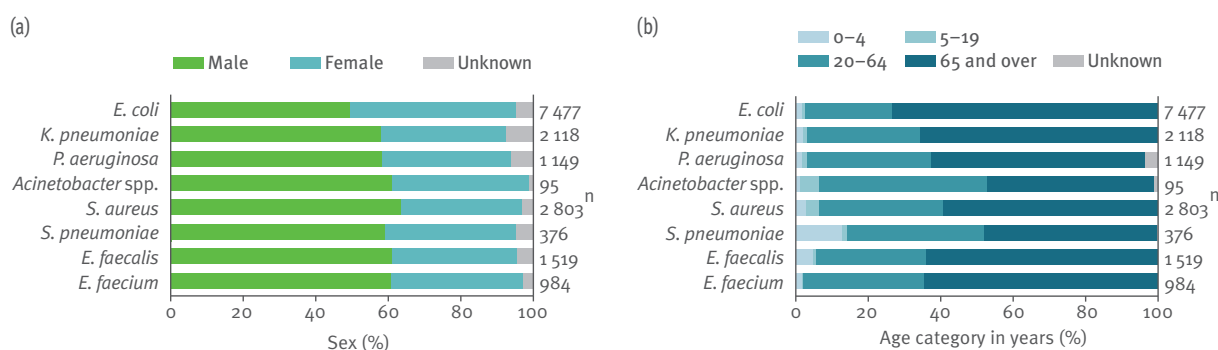 (a)
Male Female Unknown
E. coli 7 477
K. pneumoniae 2 118
P. aeruginosa 1 149
Acinetobacter spp. 95
n
S. aureus 2 803
S. pneumoniae 376
E. faecalis 1 519
E. faecium 984
0 20 40 60 80 100
Sex (%)
(b)
0–4 5–19
20–64 65 and over Unknown
E. coli 7 477
K. pneumoniae 2 118
P. aeruginosa 1 149
Acinetobacter spp. 95
n
S. aureus 2 803
S. pneumoniae 376
E. faecalis 1 519
E. faecium 984
0 20 40 60 80 100
Age category in years (%)